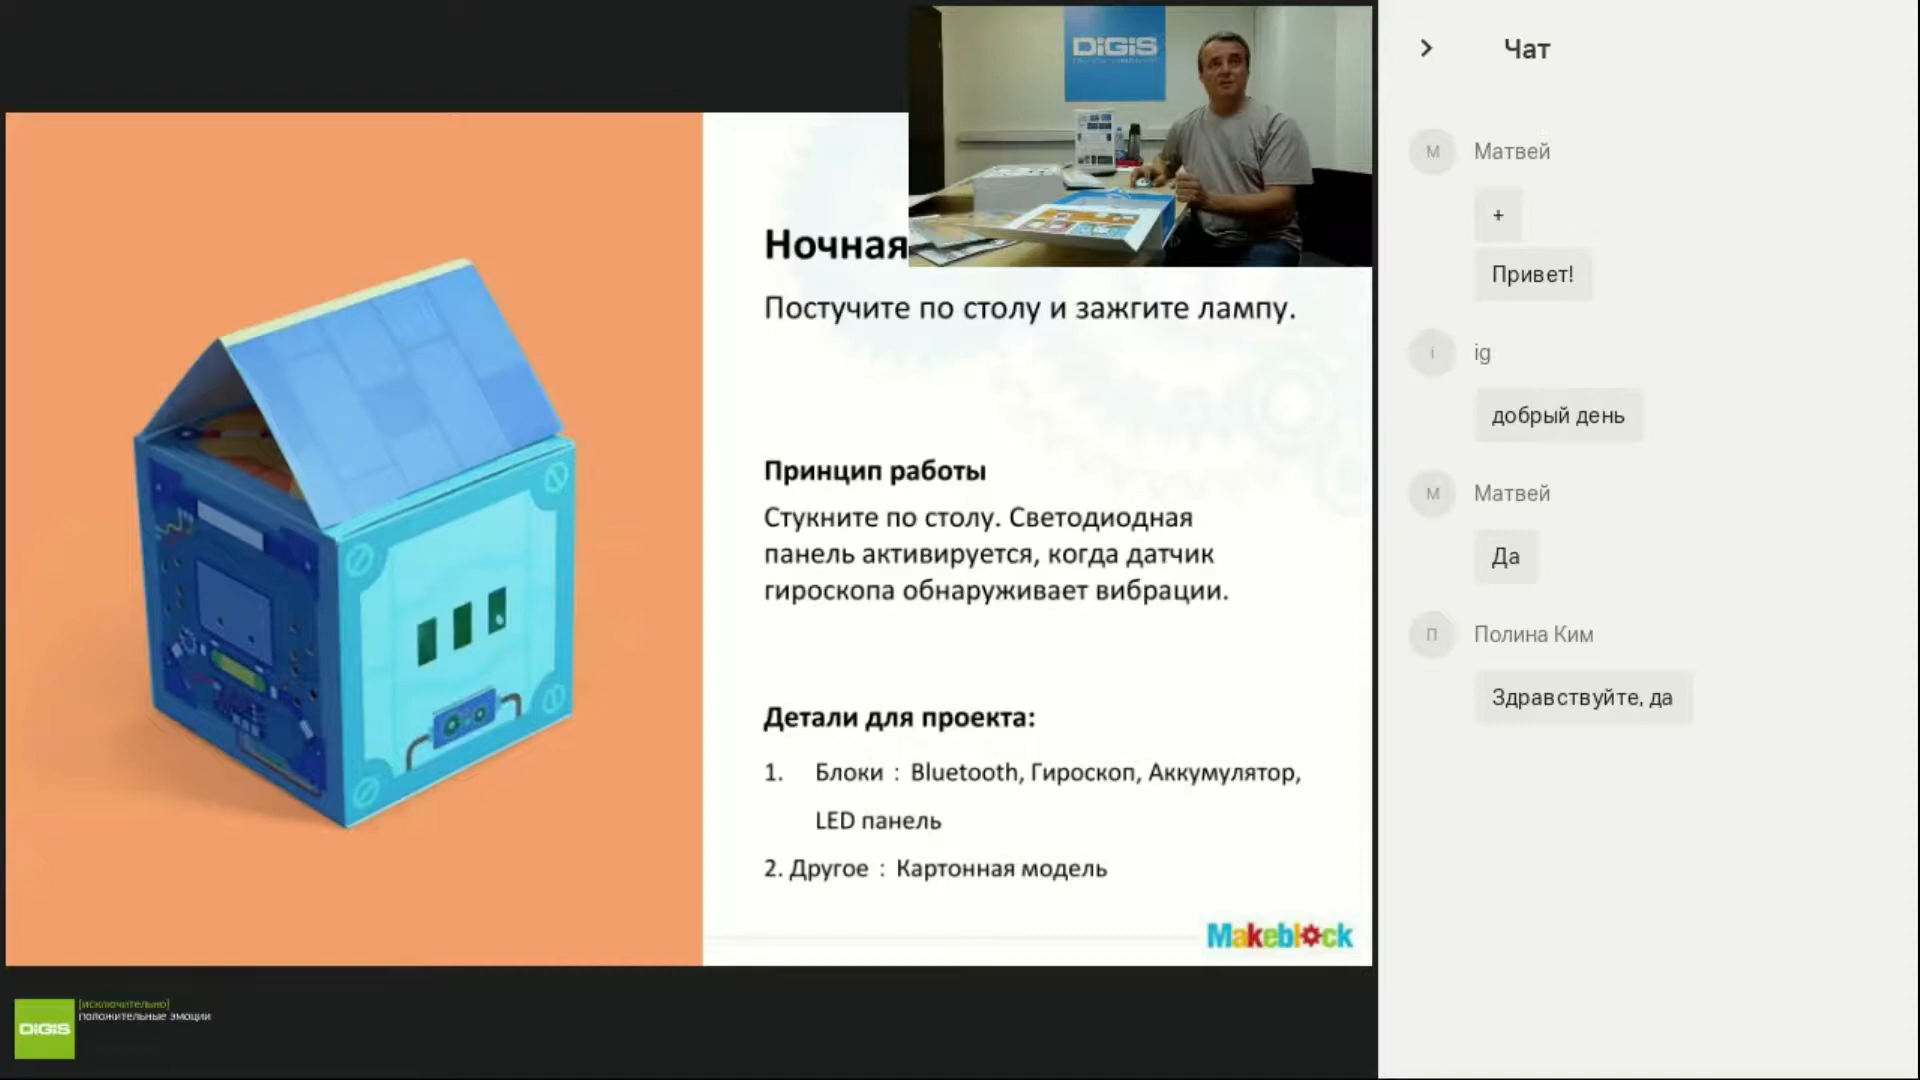 DiGiS
Ночная
Постучите по столу и зажгите лампу.
Принцип работы
Стукните по столу. Светодиодная
панель активируется, когда датчик
гироскопа обнаруживает вибрации.
Детали для проекта:
1. Блоки : Bluetooth, Гироскоп, Аккумулятор,
LED панель
2. Другое : Картонная модель
Makeblock
DiGiS
[исключительно]
положительные эмоции
Чат
М Матвей
+
Привет!
i ig
добрый день
М Матвей
Да
П Полина Ким
Здравствуйте, да